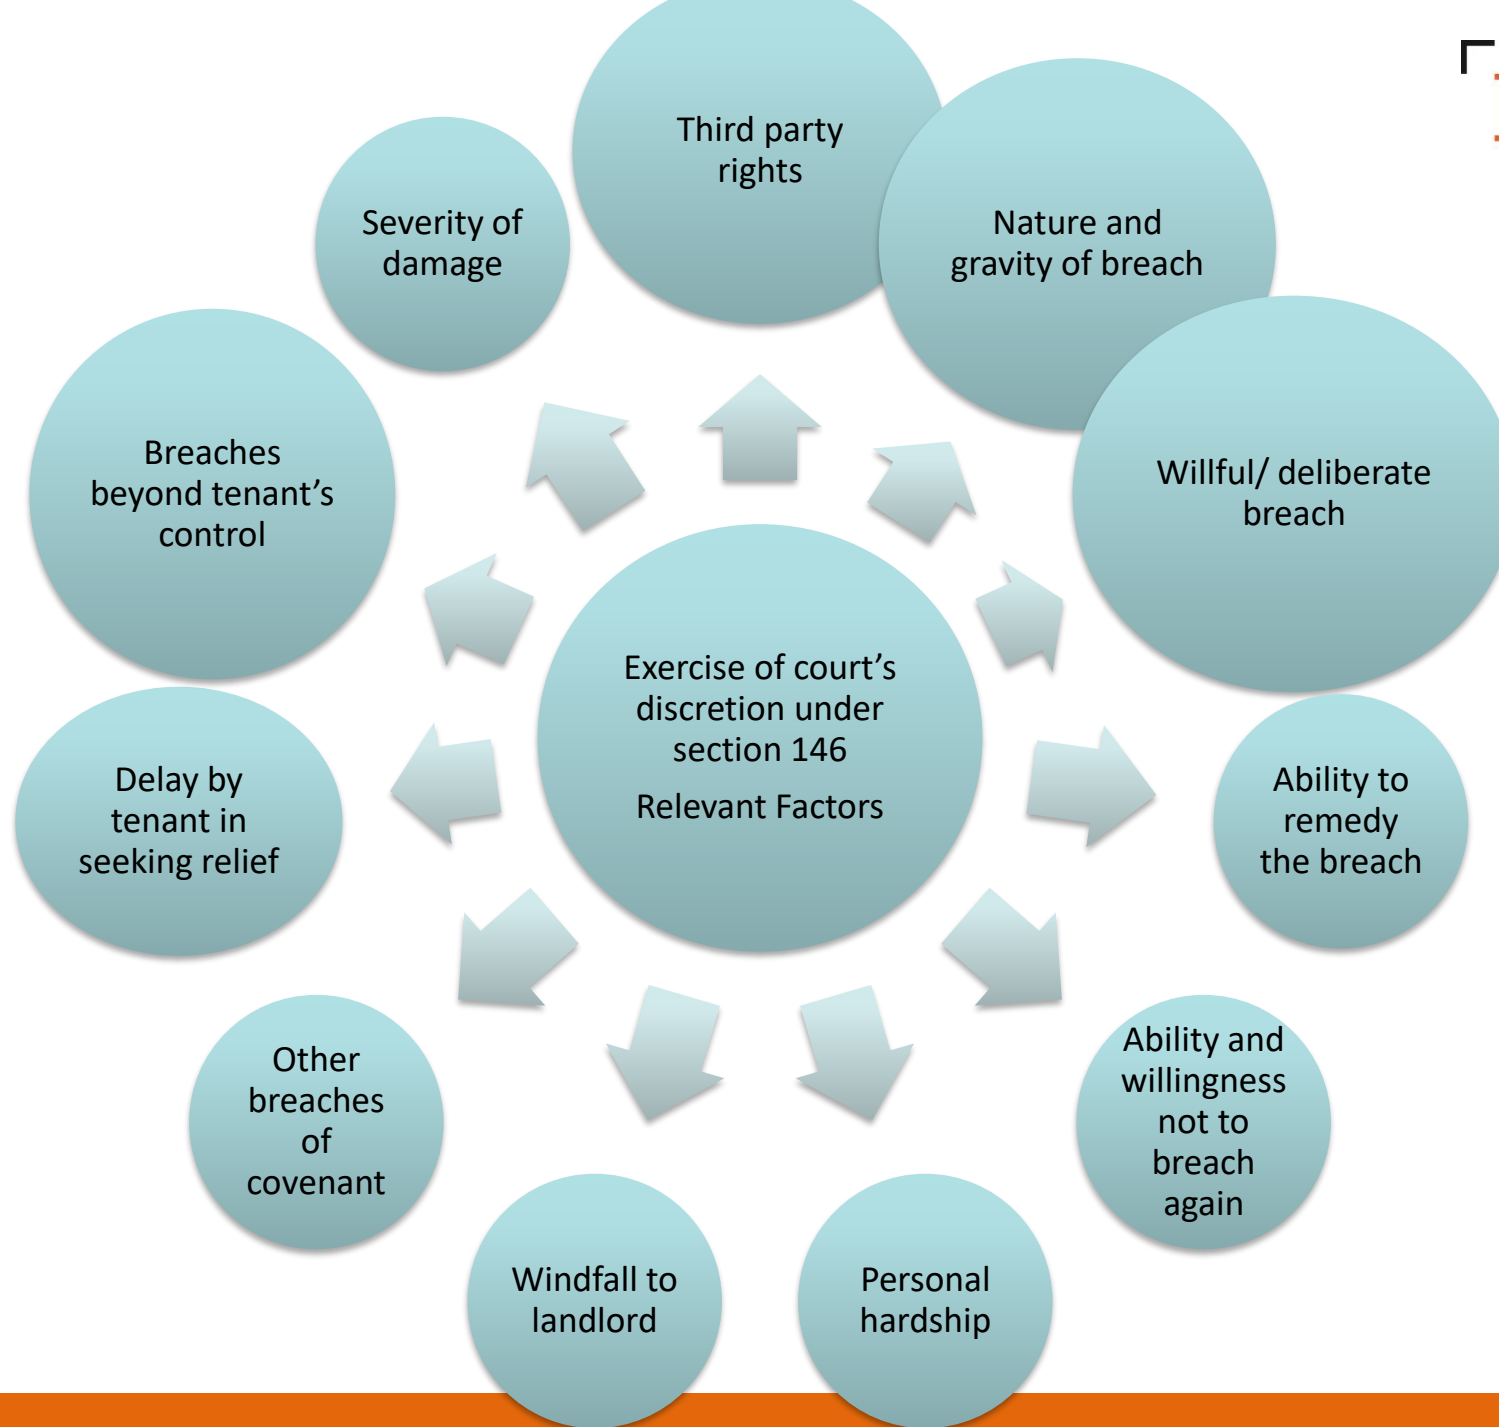 Third party
rights
Nature and
gravity of breach
Willful/ deliberate
breach
Ability to
remedy
the breach
Ability and
willingness
not to
breach
again
Personal
hardship
Windfall to
landlord
Other
breaches
of
covenant
Delay by
tenant in
seeking relief
Breaches
beyond tenant’s
control
Severity of
damage
Exercise of court’s
discretion under
section 146
Relevant Factors